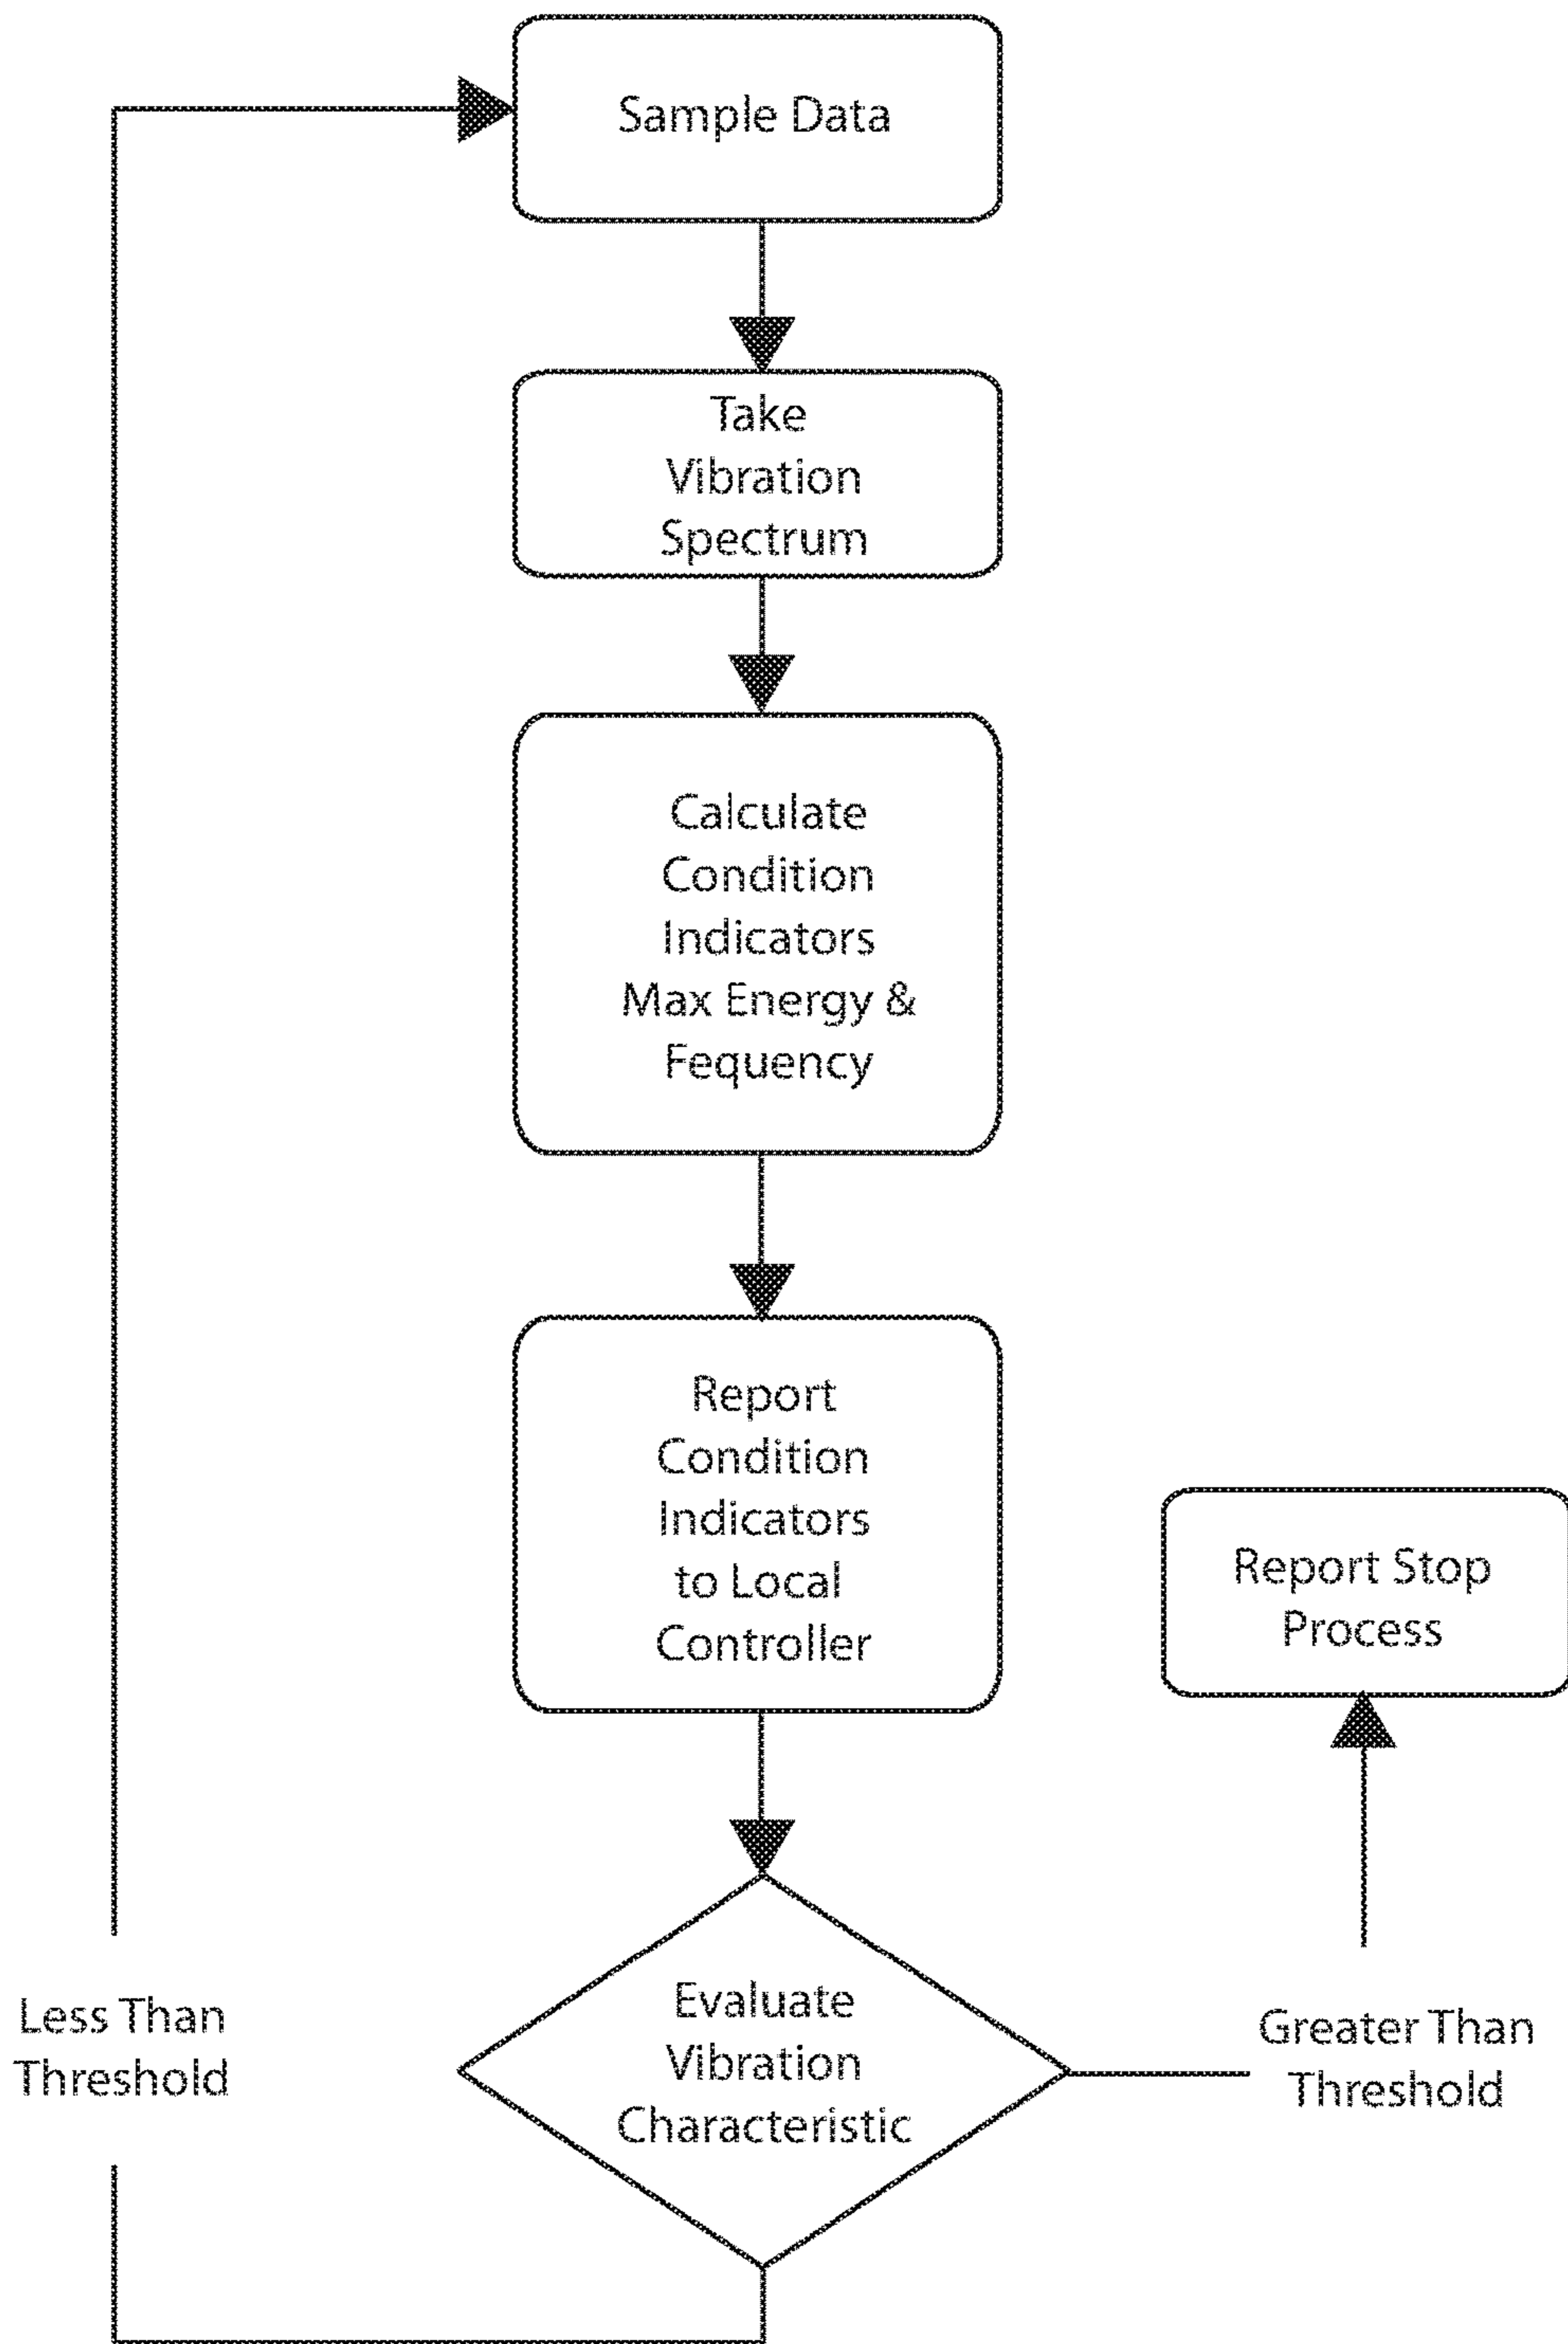 Sample Data
Take
Vibration
Spectrum
Calculate
Condition
Indicators
Max Energy &
Fequency
Report
Condition
Indicators
to Local
Controller
Report Stop
Process
Evaluate
Vibration
Characteristic
Less Than
Threshold
Greater Than
Threshold